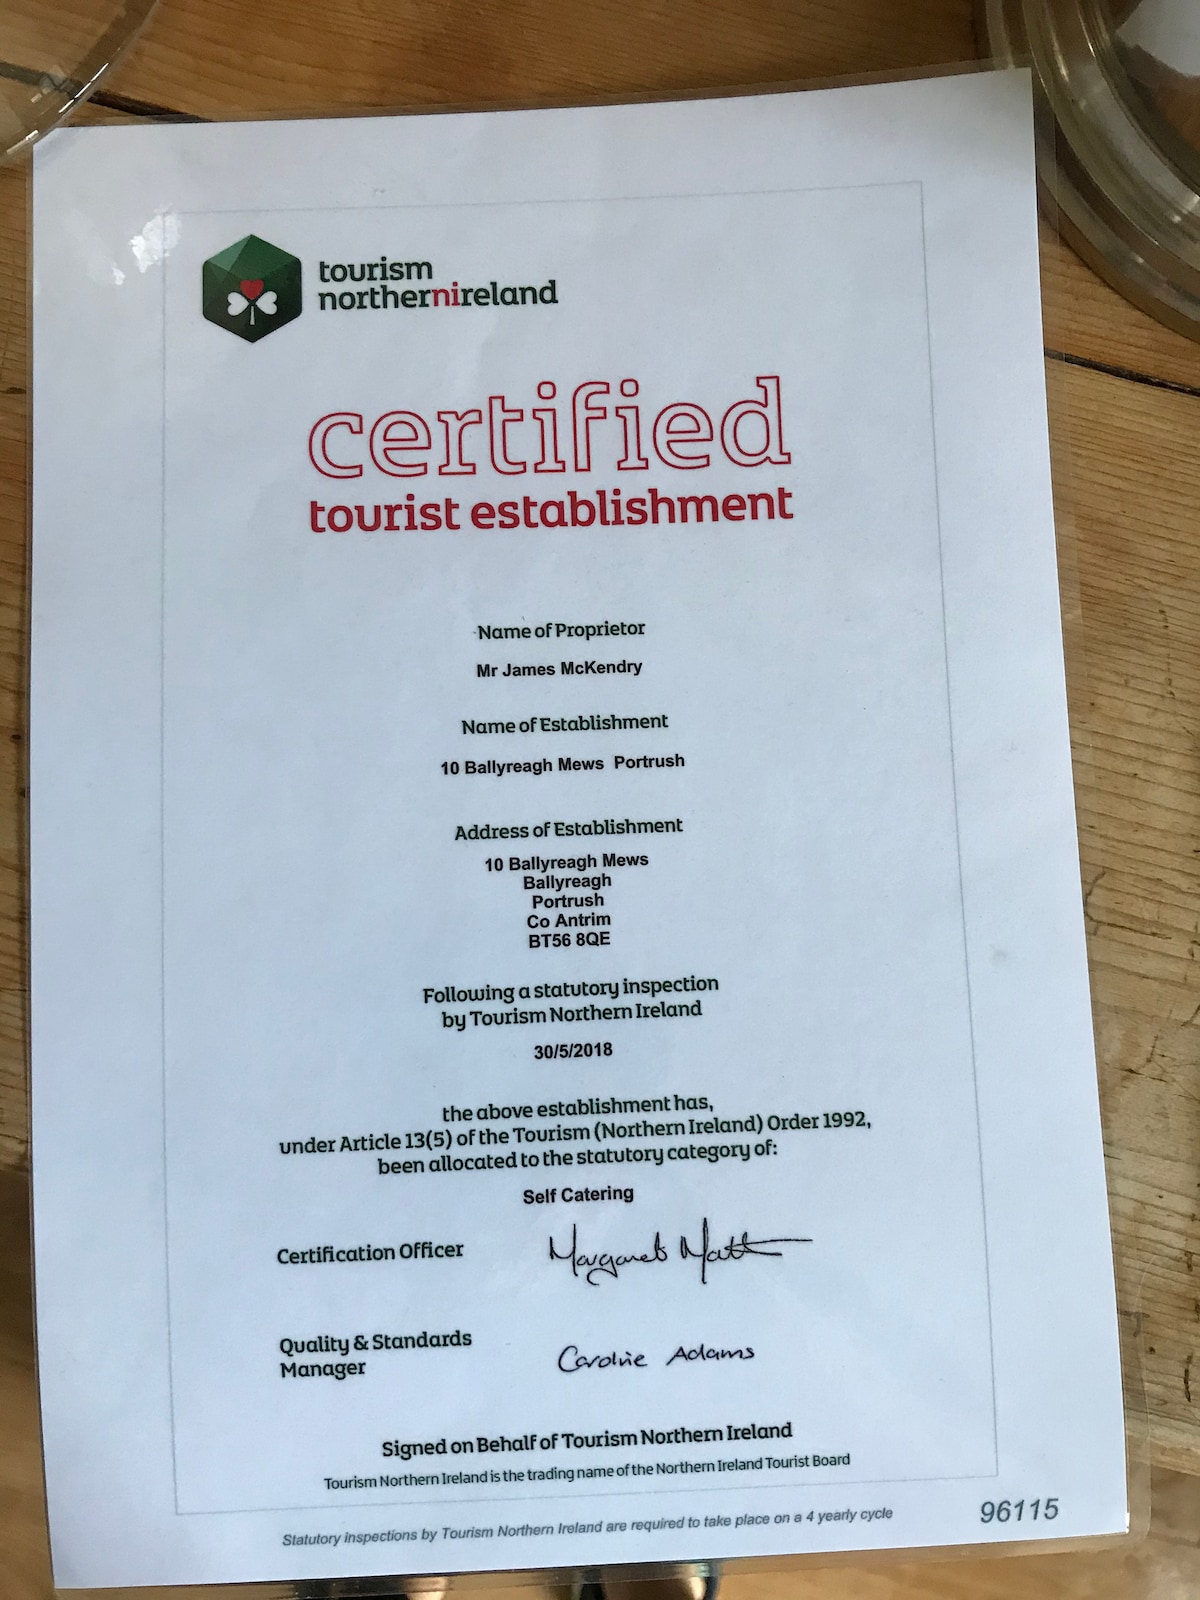 tourism
northernireland
certified
tourist establishment
Name of Proprietor
Mr James McKendry
Name of Establishment
10 Ballyreagh Mews Portrush
Address of Establishment
10 Ballyreagh Mews
Ballyreagh
Portrush
Co Antrim
BT56 8QE
Following a statutory inspection
by Tourism Northern Ireland
30/5/2018
the above establishment has,
under Article 13(5) of the Tourism (Northern Ireland) Order 1992,
been allocated to the statutory category of:
Self Catering
Certification Officer
Margaret
Quality & Standards
Manager
Caroline Adams
Signed on Behalf of Tourism Northern Ireland
Tourism Northern Ireland is the trading name of the Northern Ireland Tourist Board
Statutory inspections by Tourism Northern Ireland are required to take place on a 4 yearly cycle
96115